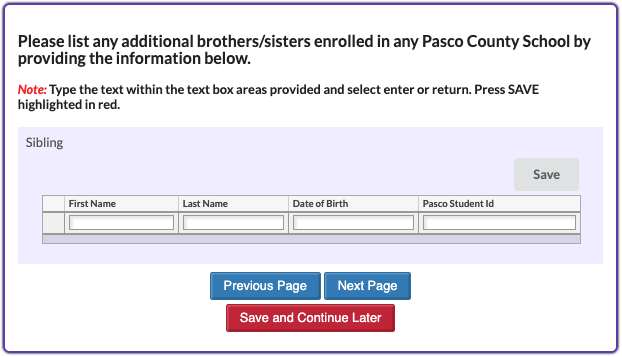 Please list any additional brothers/sisters enrolled in any Pasco County School by
providing the information below.
Note: Type the text within the text box areas provided and select enter or return. Press SAVE
highlighted in red.
Sibling
Save
First Name Last Name Date of Birth Pasco Student Id
Previous Page Next Page
Save and Continue Later